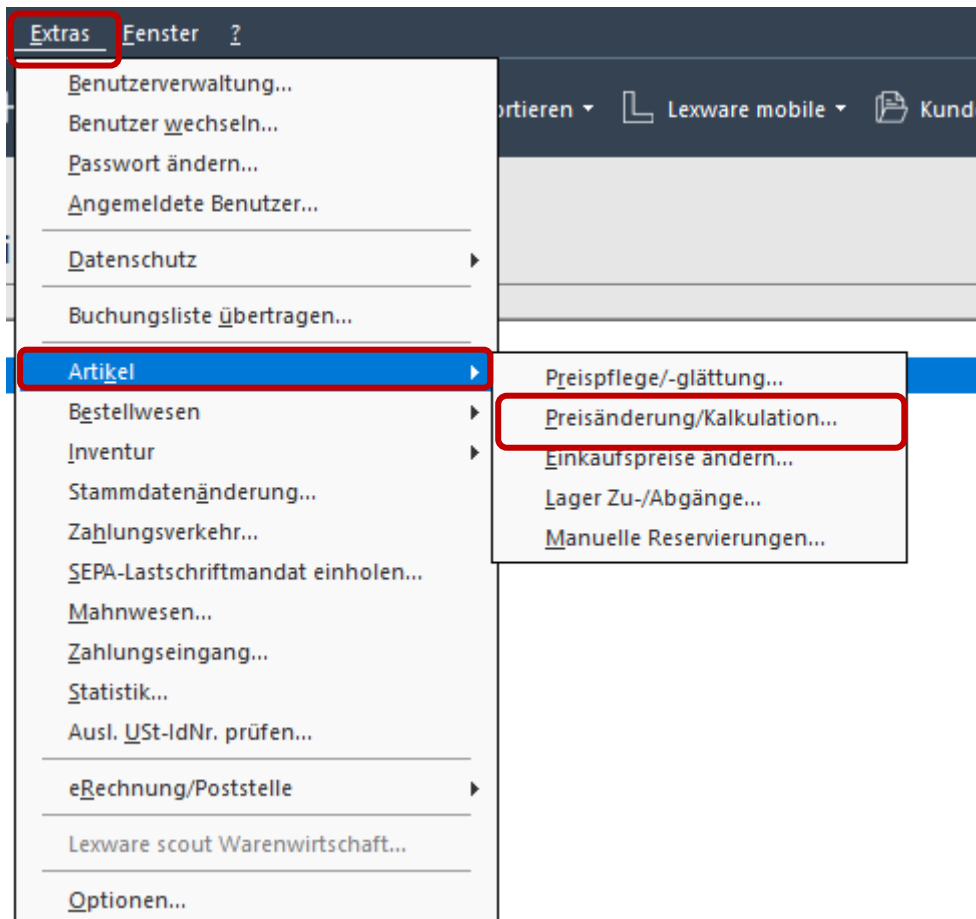 Extras Fenster ?
Benutzerverwaltung...
Benutzer wechseln...
rtieren Lexware mobile Kund
Passwort ändern...
Angemeldete Benutzer...
Datenschutz
Buchungsliste übertragen...
Artikel
Preispflege/-glättung...
Bestellwesen
Preisänderung/Kalkulation...
Inventur
Einkaufspreise ändern...
Stammdatenänderung...
Lager Zu-/Abgänge...
Zahlungsverkehr...
Manuelle Reservierungen...
SEPA-Lastschriftmandat einholen...
Mahnwesen...
Zahlungseingang...
Statistik...
Ausl. USt-IdNr. prüfen...
eRechnung/Poststelle
Lexware scout Warenwirtschaft...
Optionen...